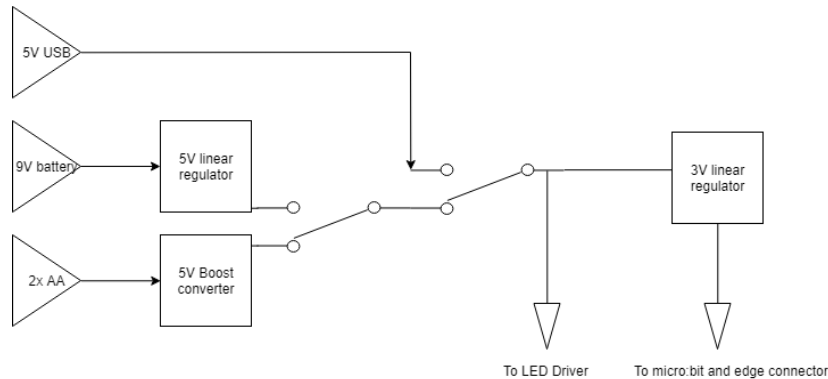 5V USB
9V battery
5V linear
regulator
3V linear
regulator
2x AA
5V Boost
converter
To LED Driver
To micro:bit and edge connector